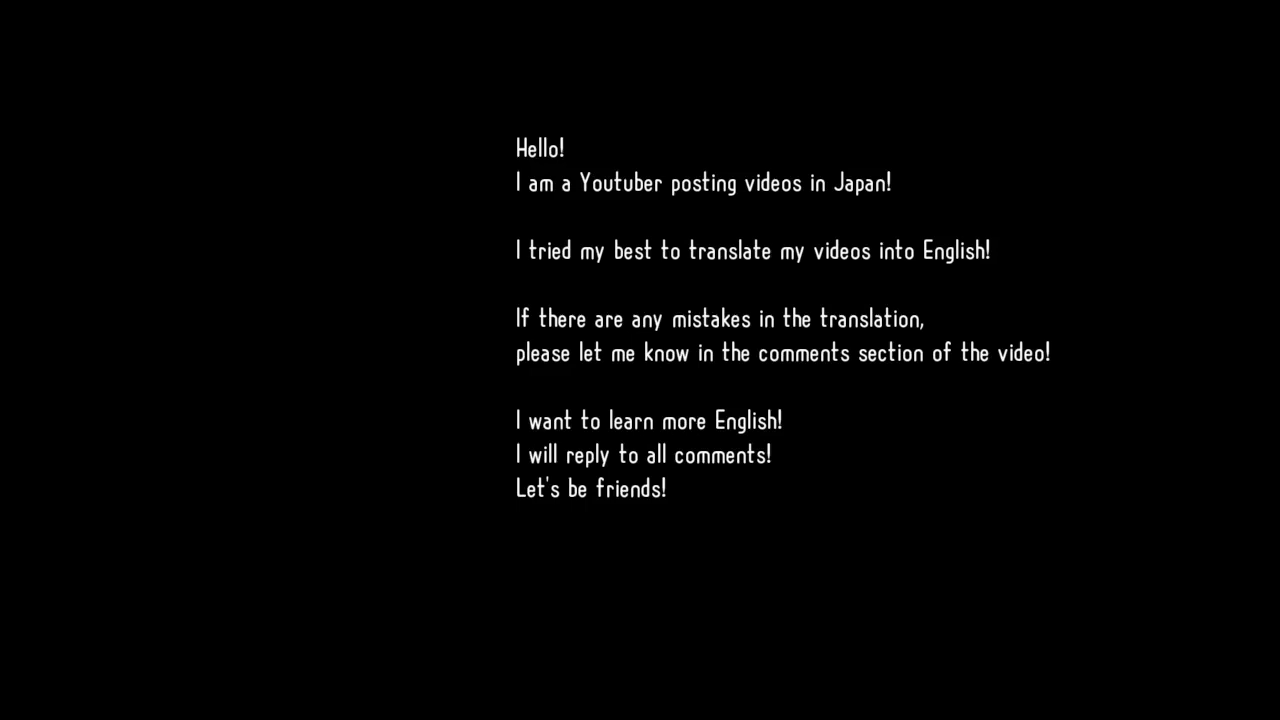 Hello!
I am a Youtuber posting videos in Japan!
I tried my best to translate my videos into English!
If there are any mistakes in the translation,
please let me know in the comments section of the video!
I want to learn more English!
I will reply to all comments!
Let's be friends!